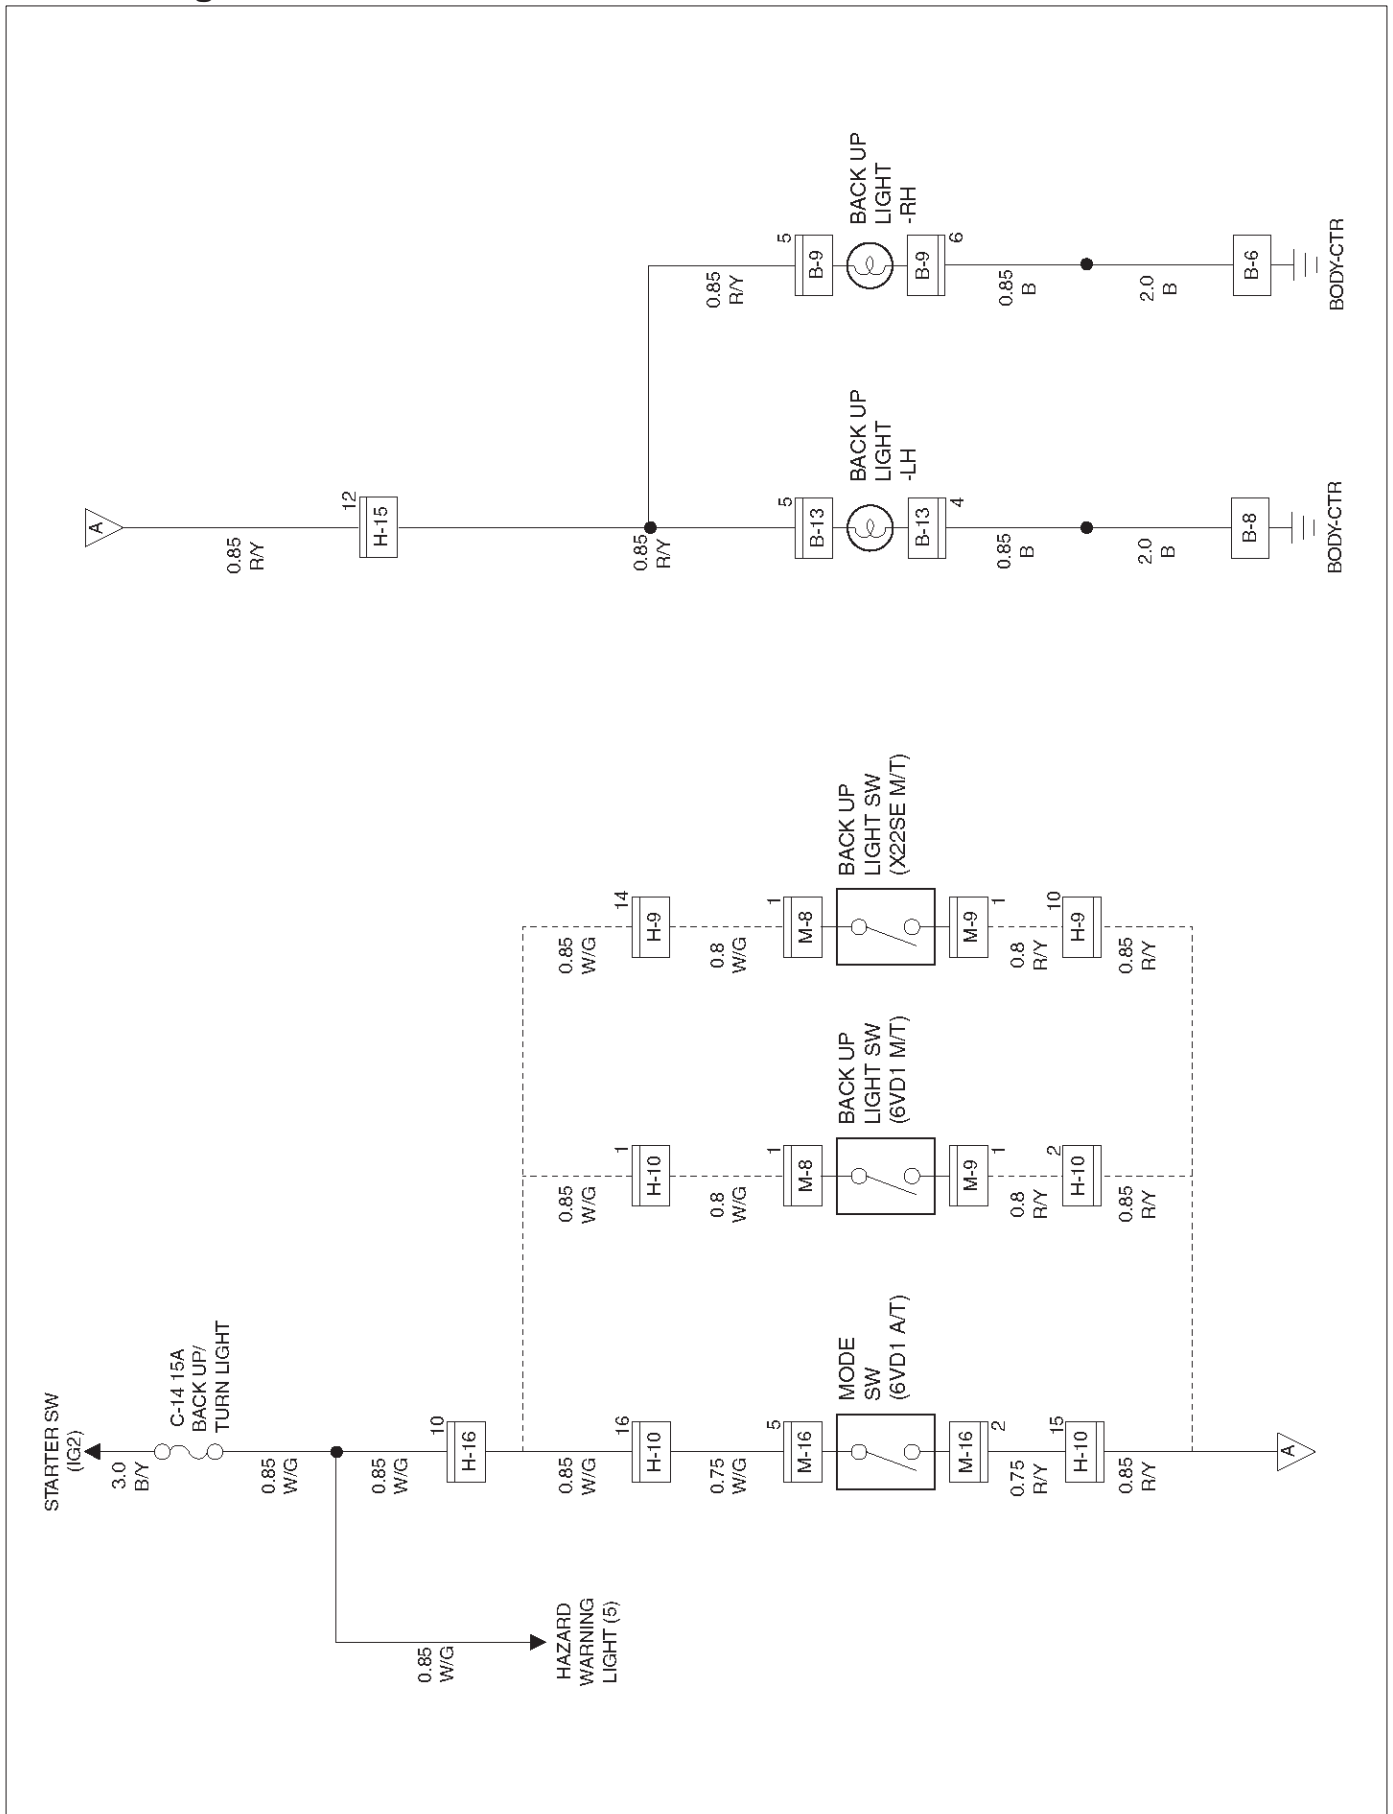 STARTER SW
(IG2)
3.0
B/Y
C-14 15A
BACK UP/
TURN LIGHT
0.85
W/G
0.85
W/G
HAZARD
WARNING
LIGHT (5)
0.85
W/G
10
H-16
0.85
W/G
16
H-10
0.75
W/G
5
M-16
MODE
SW
(6VD1 A/T)
M-16
2
0.75
R/Y
15
H-10
0.85
R/Y
A
0.85
W/G
1
H-10
0.8
W/G
1
M-8
BACK UP
LIGHT SW
(6VD1 M/T)
M-9
1
0.8
R/Y
2
H-10
0.85
R/Y
0.85
W/G
14
H-9
0.8
W/G
1
M-8
BACK UP
LIGHT SW
(X22SE M/T)
M-9
1
0.8
R/Y
10
H-9
0.85
R/Y
A
0.85
R/Y
12
H-15
0.85
R/Y
5
B-13
BACK UP
LIGHT
-LH
B-13
4
0.85
B
2.0
B
B-8
BODY-CTR
0.85
R/Y
5
B-9
BACK UP
LIGHT
-RH
B-9
6
0.85
B
2.0
B
B-6
BODY-CTR